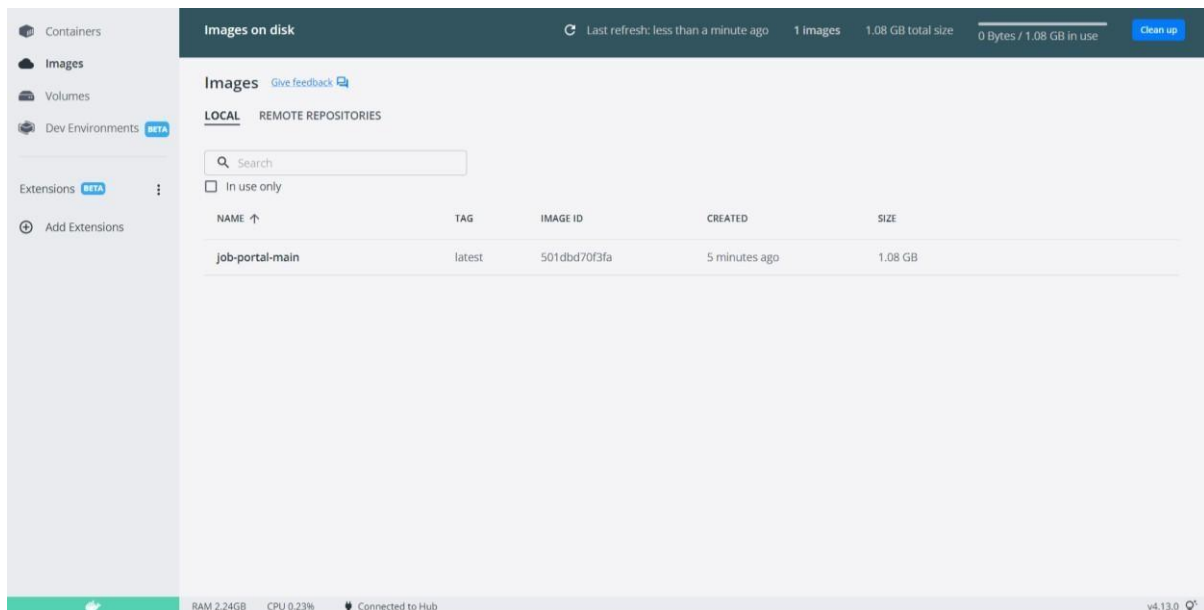 Containers
Images
Volumes
Dev Environments BETA
Extensions BETA
Add Extensions
Images on disk
Last refresh: less than a minute ago
1 images
1.08 GB total size
0 Bytes / 1.08 GB in use
Clean up
Images Give feedback
LOCAL REMOTE REPOSITORIES
Search
In use only
NAME TAG IMAGE ID CREATED SIZE
job-portal-main latest 501dbd70f3fa 5 minutes ago 1.08 GB
RAM 2.24GB CPU 0.23% Connected to Hub v4.13.0